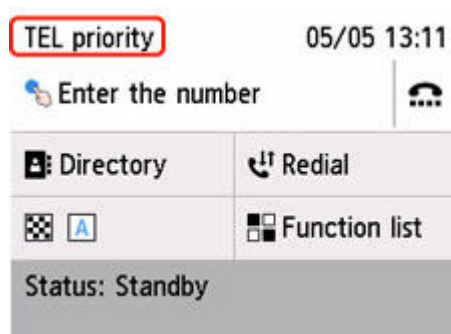 TEL priority 05/05 13:11
Enter the number
Directory Redial
A Function list
Status: Standby